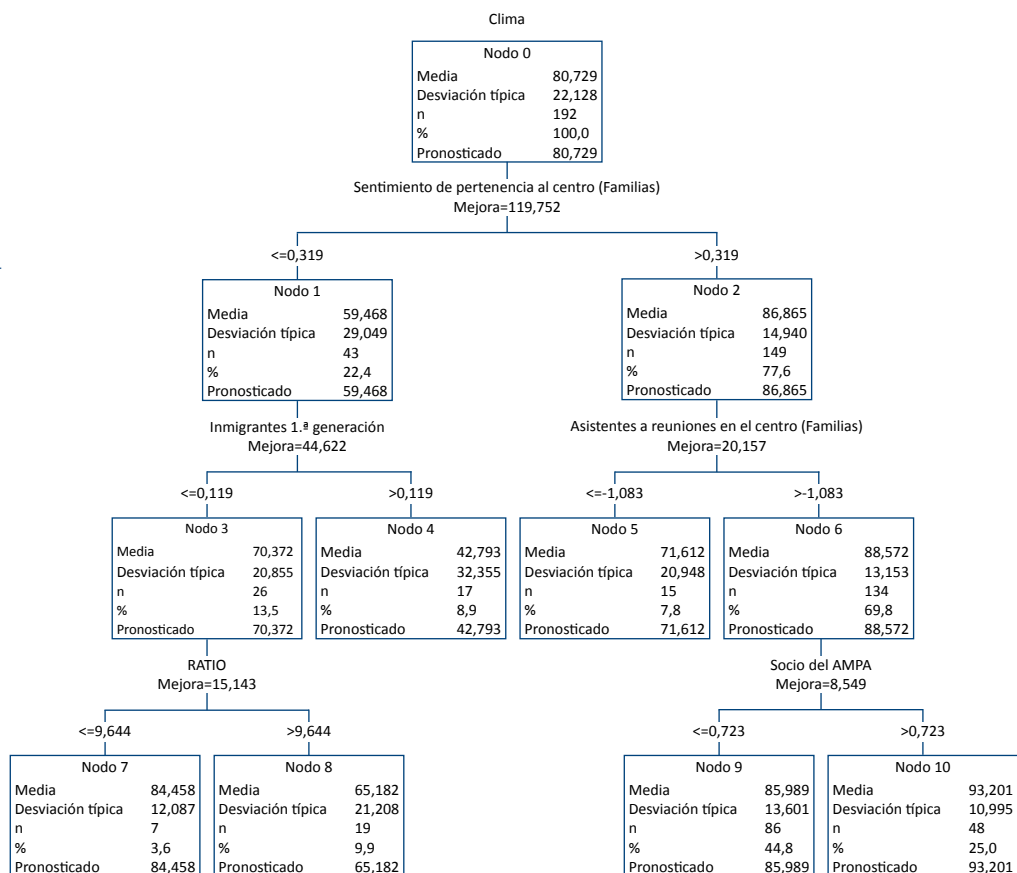 Clima
Nodo 0
Media 80,729
Desviación típica 22,128
n 192
% 100,0
Pronosticado 80,729
Sentimiento de pertenencia al centro (Familias)
Mejora=119,752
<=0,319
>0,319
Nodo 1
Media 59,468
Desviación típica 29,049
n 43
% 22,4
Pronosticado 59,468
Nodo 2
Media 86,865
Desviación típica 14,940
n 149
% 77,6
Pronosticado 86,865
Inmigrantes 1.ª generación
Mejora=44,622
Asistentes a reuniones en el centro (Familias)
Mejora=20,157
<=0,119
>0,119
<=-1,083
>-1,083
Nodo 3
Media 70,372
Desviación típica 20,855
n 26
% 13,5
Pronosticado 70,372
Nodo 4
Media 42,793
Desviación típica 32,355
n 17
% 8,9
Pronosticado 42,793
Nodo 5
Media 71,612
Desviación típica 20,948
n 15
% 7,8
Pronosticado 71,612
Nodo 6
Media 88,572
Desviación típica 13,153
n 134
% 69,8
Pronosticado 88,572
RATIO
Mejora=15,143
Socio del AMPA
Mejora=8,549
<=9,644
>9,644
<=0,723
>0,723
Nodo 7
Media 84,458
Desviación típica 12,087
n 7
% 3,6
Pronosticado 84,458
Nodo 8
Media 65,182
Desviación típica 21,208
n 19
% 9,9
Pronosticado 65,182
Nodo 9
Media 85,989
Desviación típica 13,601
n 86
% 44,8
Pronosticado 85,989
Nodo 10
Media 93,201
Desviación típica 10,995
n 48
% 25,0
Pronosticado 93,201